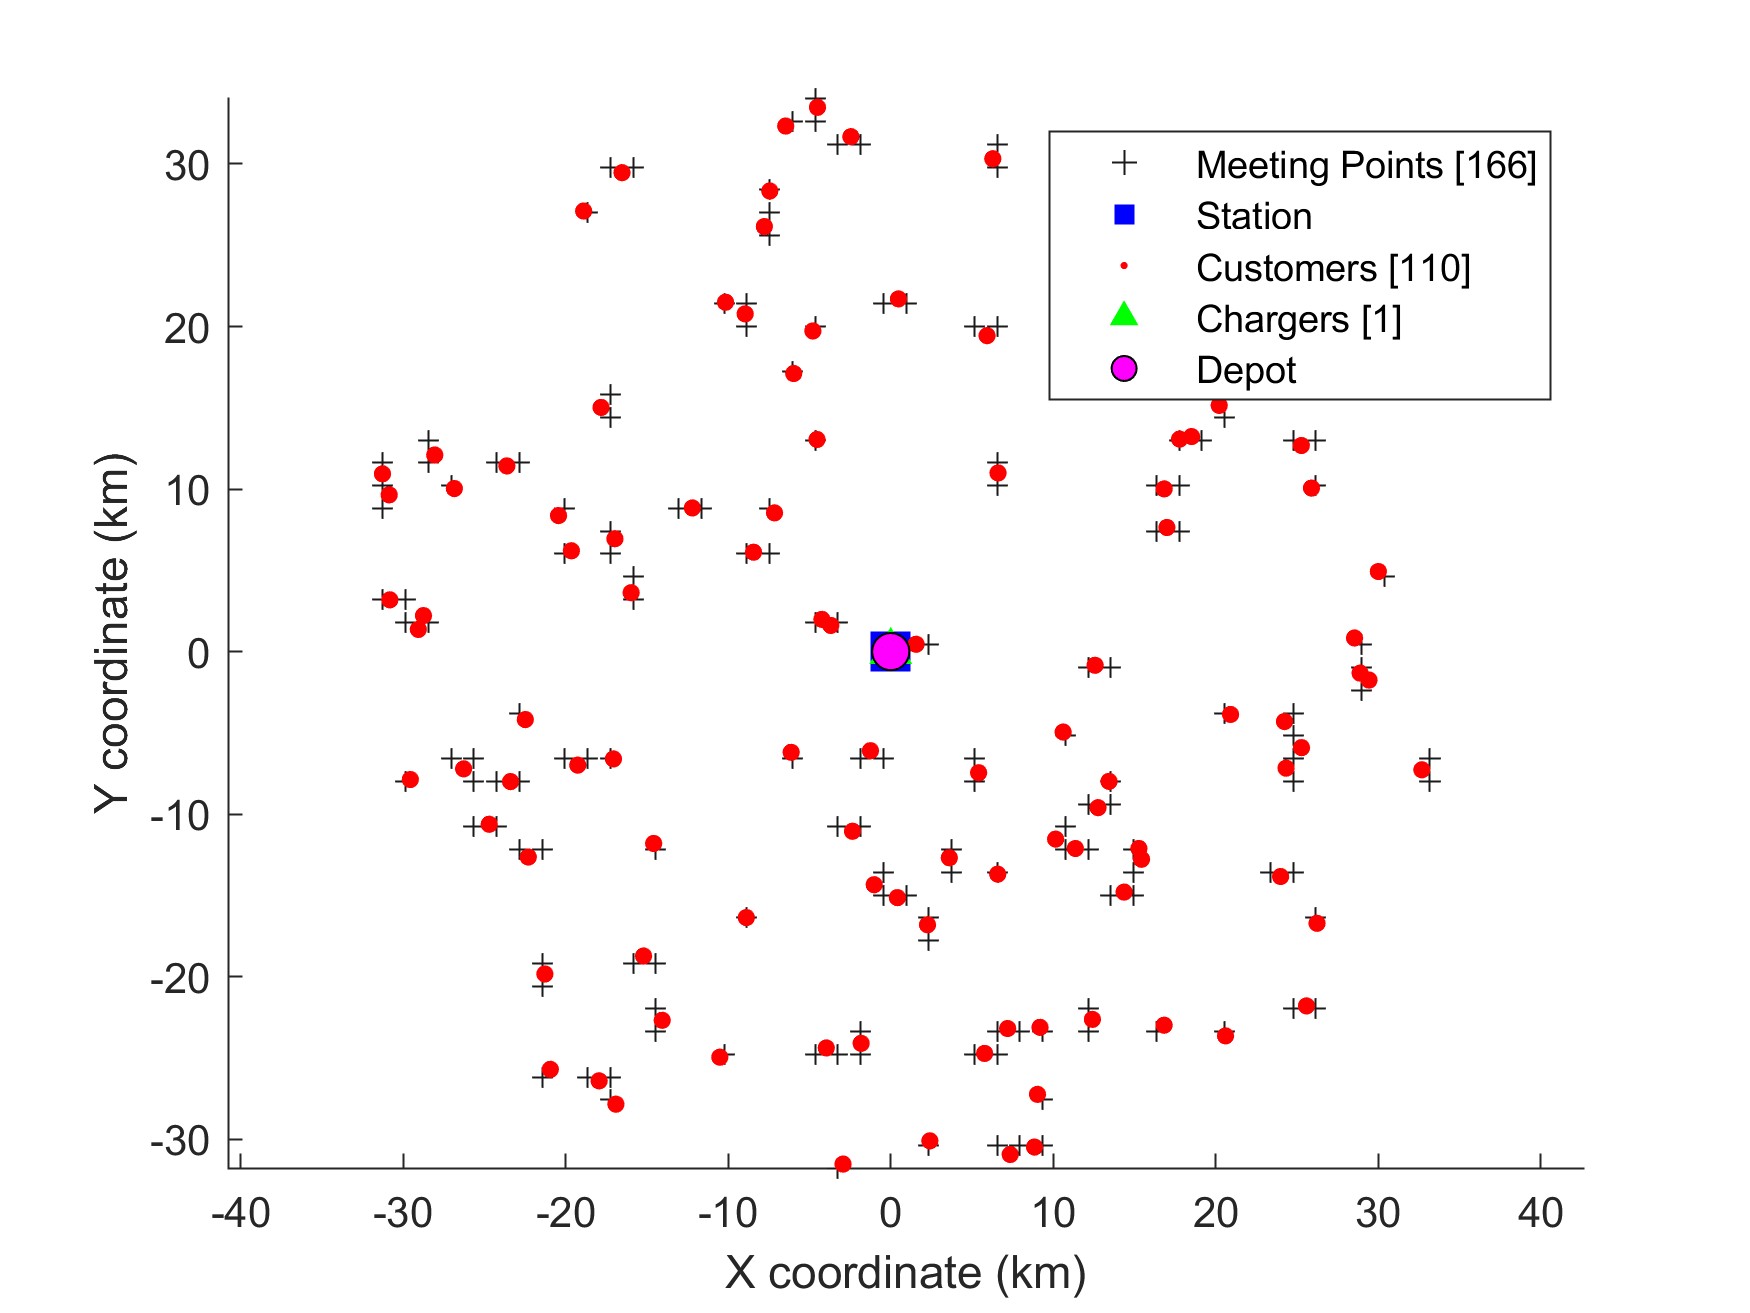 30
20
10
0
-10
-20
-30
Y coordinate (km)
Meeting Points [166]
Station
Customers [110]
Chargers [1]
Depot
-40 -30 -20 -10 0 10 20 30 40
X coordinate (km)